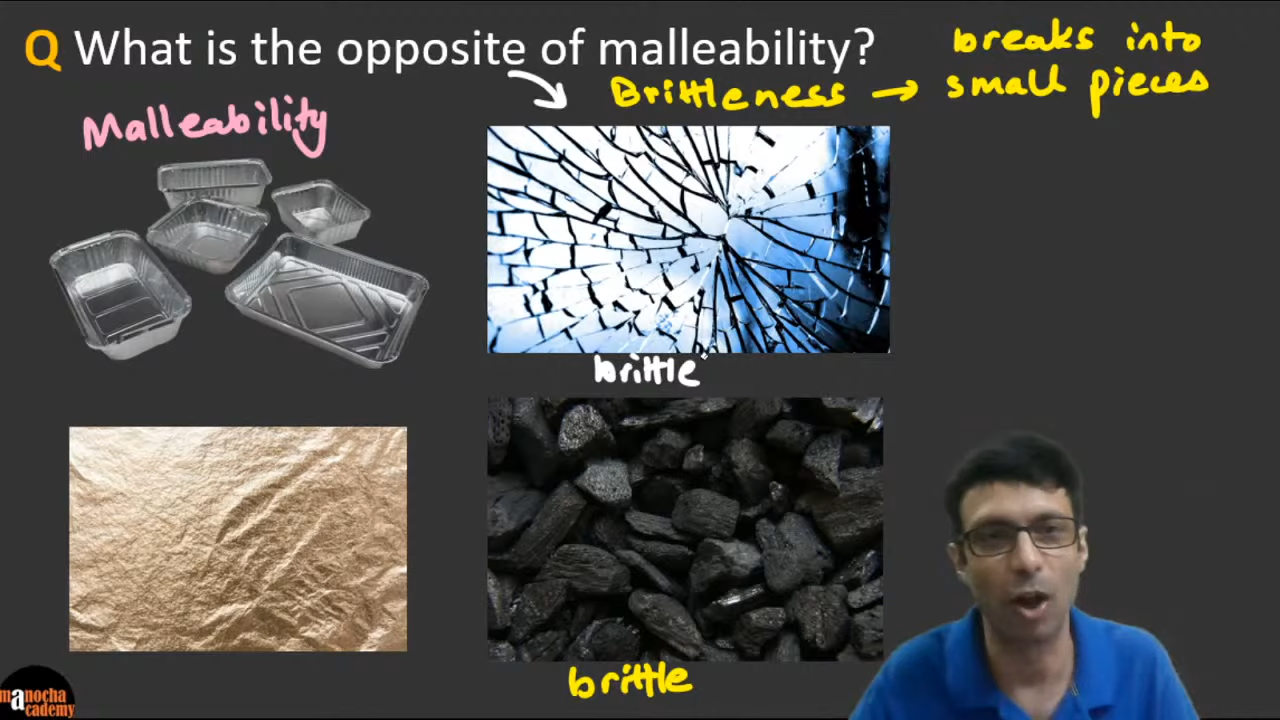 Q What is the opposite of malleability?
breaks into
Brittleness → small pieces
Malleability
brittle
brittle
manocha
academy